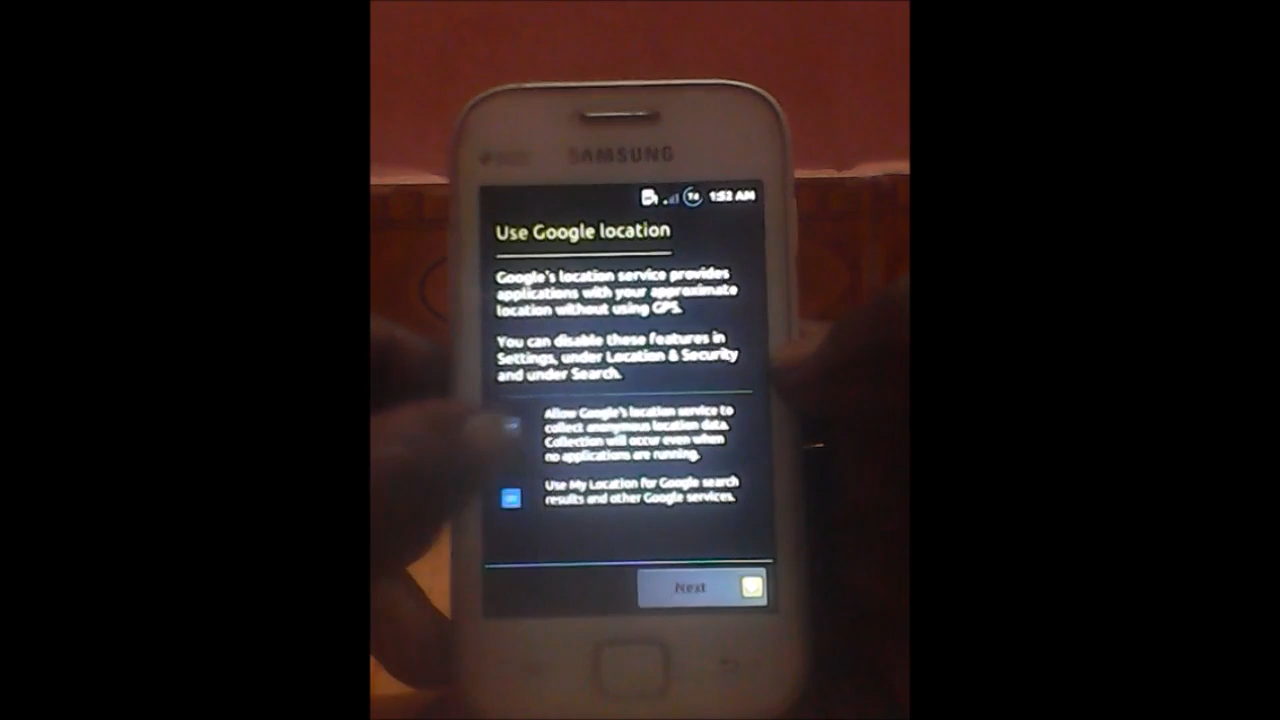 SAMSUNG
1:52 AM
Use Google location
Google's location service provides
applications with your approximate
location without using GPS.
You can disable these features in
Settings, under Location & Security
and under Search.
Allow Google's location service to
collect anonymous location data.
Collection will occur even when
no applications are running.
Use My Location for Google search
results and other Google services.
Next